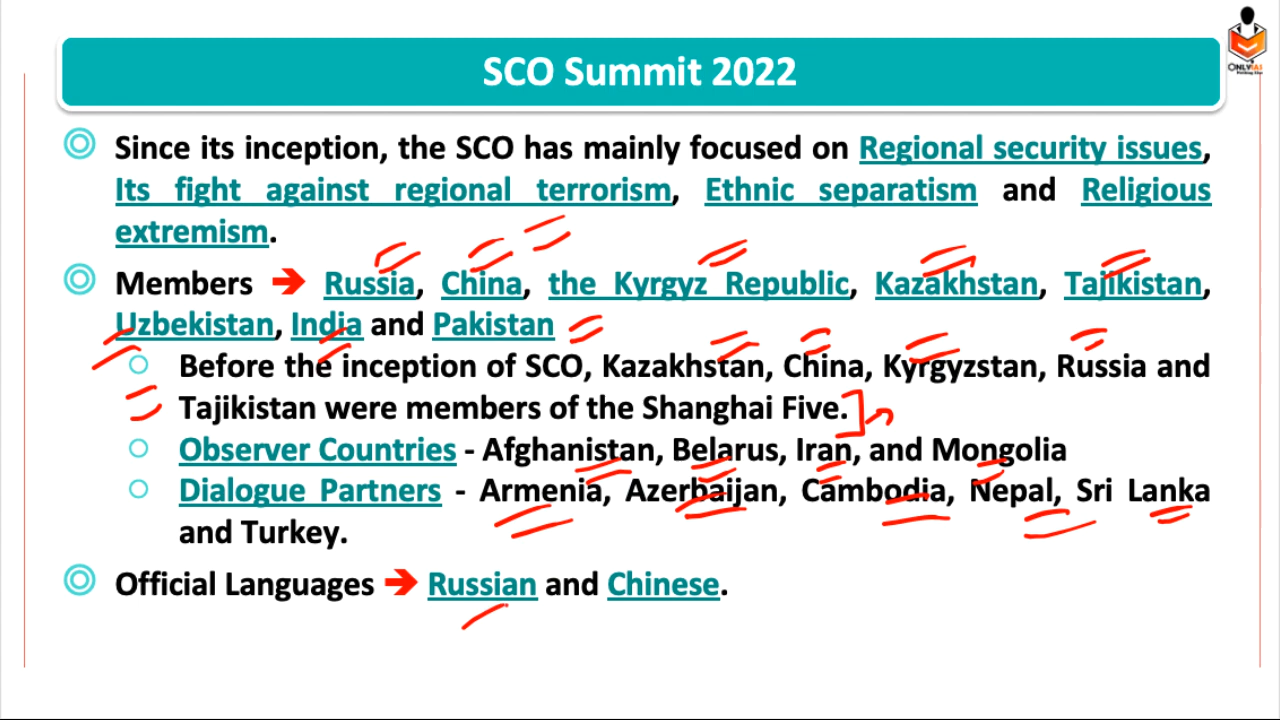 SCO Summit 2022
ONLYIAS
Since its inception, the SCO has mainly focused on Regional security issues,
Its fight against regional terrorism, Ethnic separatism and Religious
extremism.
Members ➔ Russia, China, the Kyrgyz Republic, Kazakhstan, Tajikistan,
Uzbekistan, India and Pakistan
Before the inception of SCO, Kazakhstan, China, Kyrgyzstan, Russia and
Tajikistan were members of the Shanghai Five.
Observer Countries - Afghanistan, Belarus, Iran, and Mongolia
Dialogue Partners - Armenia, Azerbaijan, Cambodia, Nepal, Sri Lanka
and Turkey.
Official Languages ➔ Russian and Chinese.